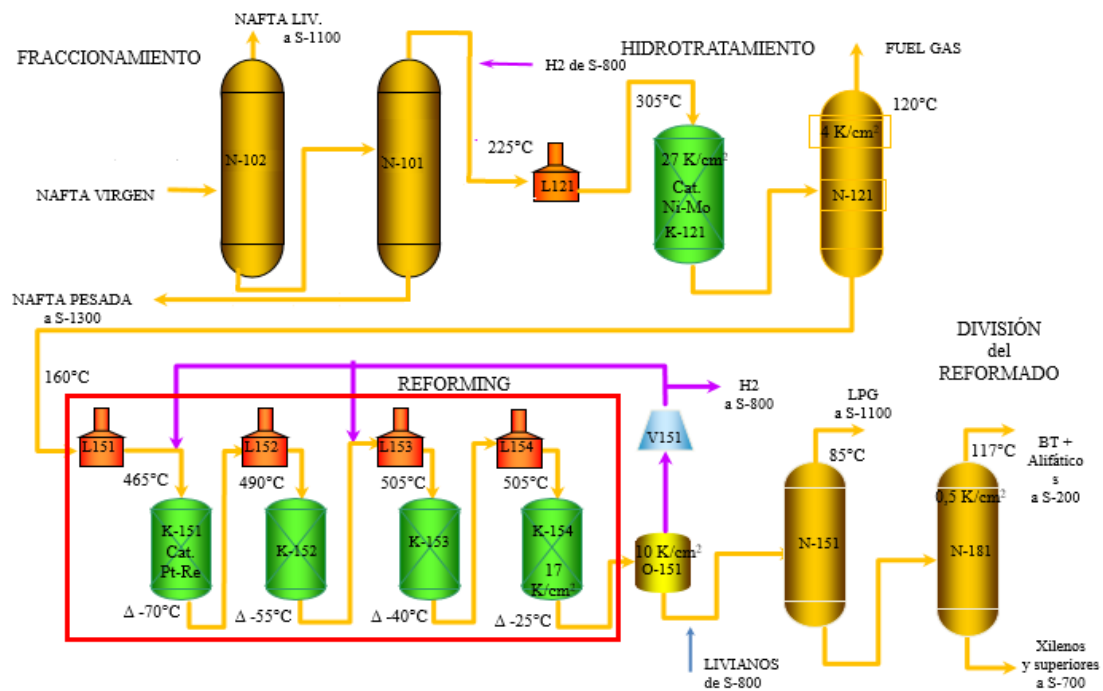 NAFTA LIV.
a S-1100
FRACCIONAMIENTO
HIDROTRATAMIENTO
FUEL GAS
H2 de S-800
305°C
120°C
4 K/cm²
225°C
N-102
N-101
L121
27 K/cm²
Cat.
Ni-Mo
K-121
N-121
NAFTA VIRGEN
NAFTA PESADA
a S-1300
DIVISIÓN
del
REFORMADO
160°C
REFORMING
H2
a S-800
LPG
a S-1100
L151
L152
L153
L154
V151
85°C
117°C
BT +
Alifático
s
a S-200
465°C
490°C
505°C
505°C
0,5 K/cm²
K-151
Cat.
Pt-Re
K-152
K-153
K-154
17
K/cm²
10 K/cm²
O-151
N-151
N-181
Δ -70°C
Δ -55°C
Δ -40°C
Δ -25°C
LIVIANOS
de S-800
Xilenos
y superiores
a S-700